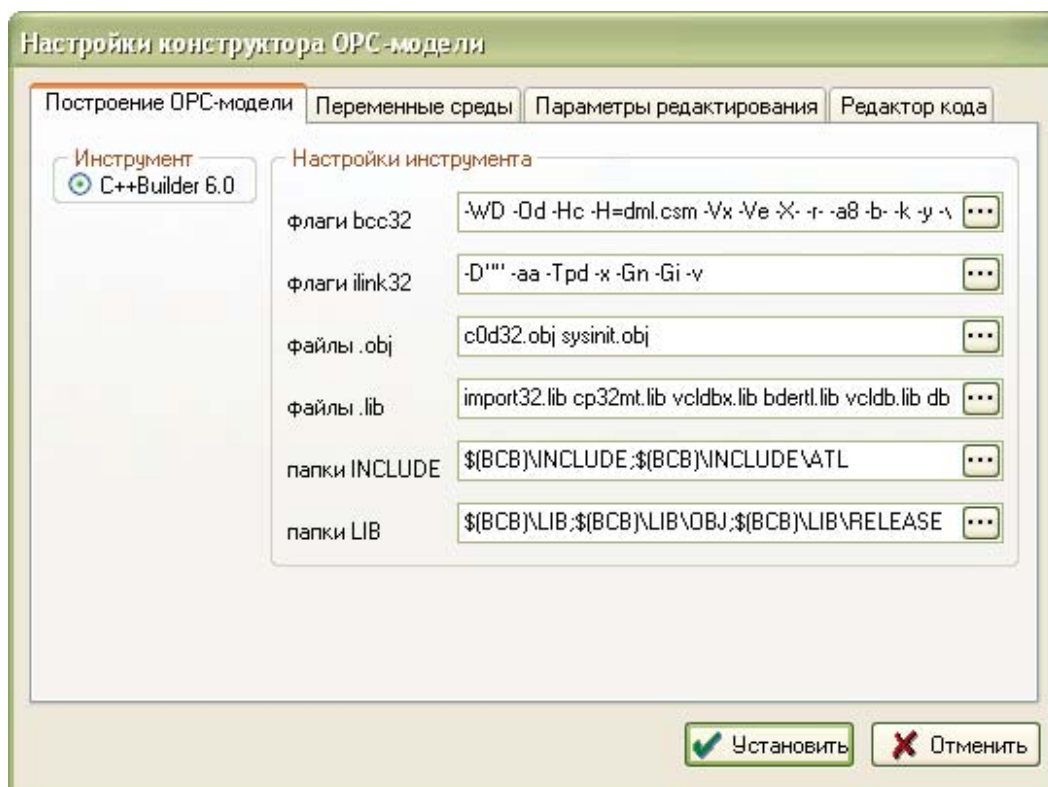 Настройки конструктора OPC-модели
Построение OPC-модели
Переменные среды
Параметры редактирования
Редактор кода
Инструмент
C++Builder 6.0
Настройки инструмента
флаги bcc32
-WD -Od -Hc -H=dml.csm -Vx -Ve -X- -r- -a8 -b- -k -y
флаги ilink32
-D"" -aa -Tpd -x -Gn -Gi -v
файлы .obj
c0d32.obj sysinit.obj
файлы .lib
import32.lib cp32mt.lib vcldbx.lib bdertl.lib vcldb.lib db
папки INCLUDE
$(BCB)\INCLUDE;$(BCB)\INCLUDE\ATL
папки LIB
$(BCB)\LIB;$(BCB)\LIB\OBJ;$(BCB)\LIB\RELEASE
Установить
Отменить